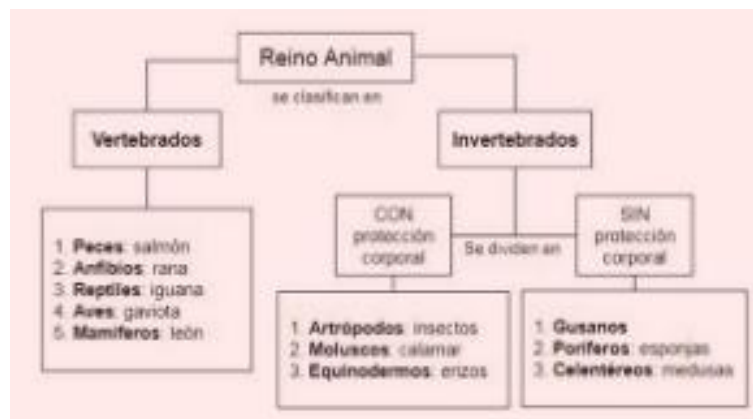 Reino Animal
se clasifican en
Vertebrados
Invertebrados
1. Peces: salmón
2. Anfibios: rana
3. Reptiles: iguana
4. Aves: gaviota
5. Mamíferos: león
CON
protección
corporal
Se dividen en
SIN
protección
corporal
1. Artrópodos: insectos
2. Moluscos: calamar
3. Equinodermos: erizos
1. Gusanos
2. Poríferos: esponjas
3. Celentéreos: medusas